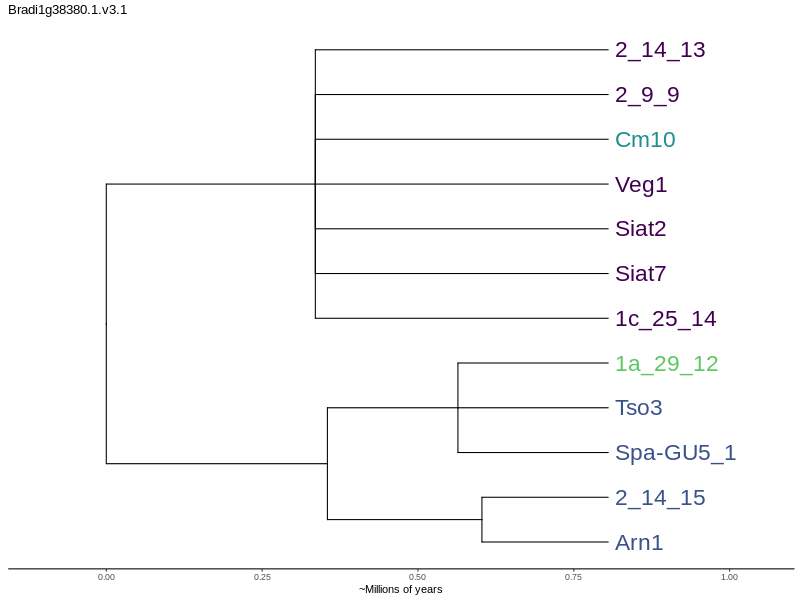 Bradi1g38380.1.v3.1
2_14_13
2_9_9
Cm10
Veg1
Siat2
Siat7
1c_25_14
1a_29_12
Tso3
Spa-GU5_1
2_14_15
Arn1
0.00 0.25 0.50 0.75 1.00
~Millions of years